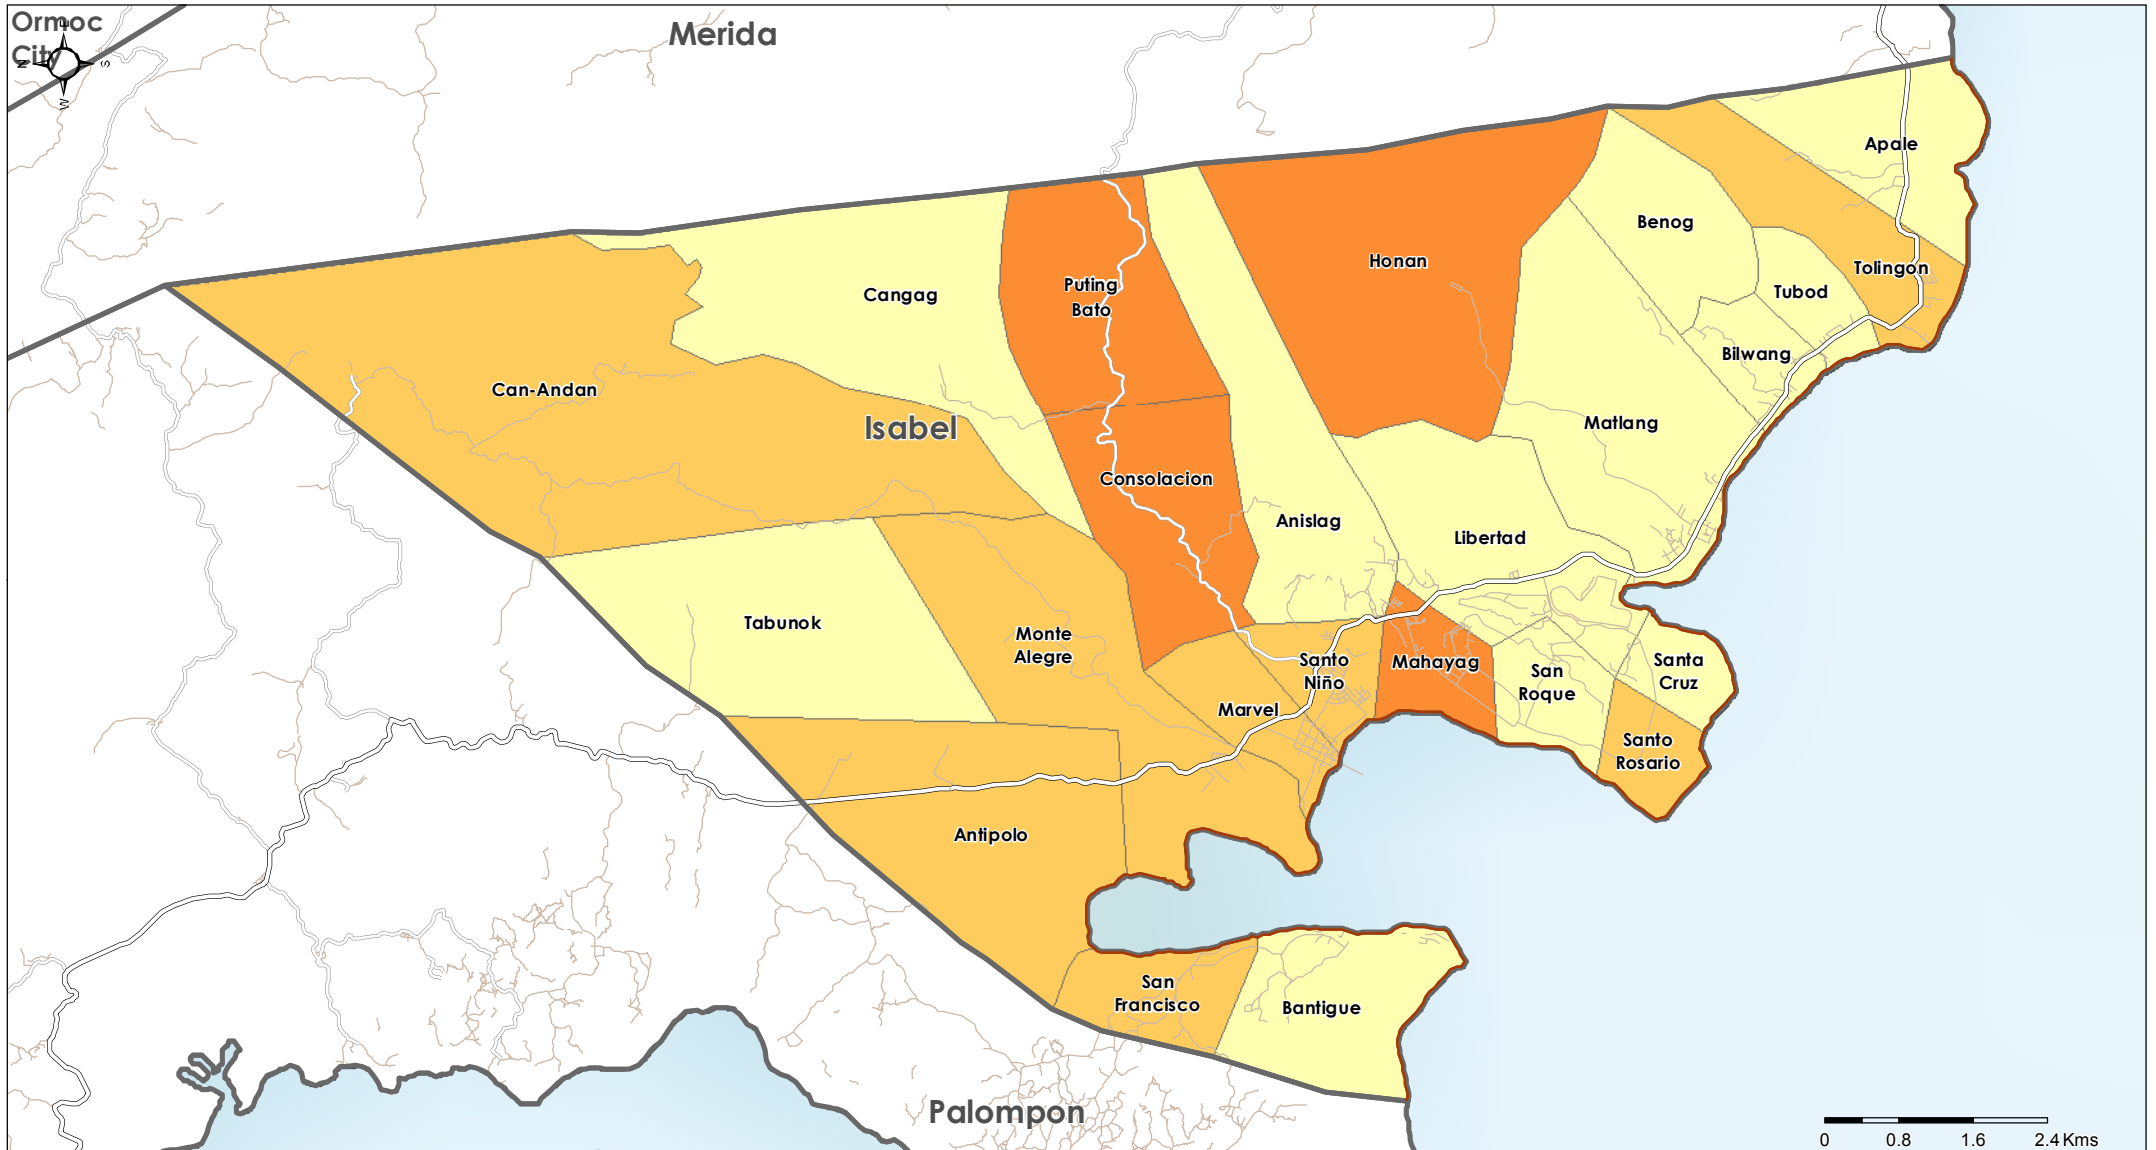 Ormoc
City
Merida
E
N
S
W
Apale
Benog
Honan
Tolingon
Puting
Bato
Cangag
Tubod
Bilwang
Can-Andan
Isabel
Matlang
Consolacion
Anislag
Libertad
Tabunok
Monte
Alegre
Santo
Niño
Mahayag
San
Roque
Santa
Cruz
Marvel
Santo
Rosario
Antipolo
San
Francisco
Bantigue
Palompon
0 0.8 1.6 2.4 Kms